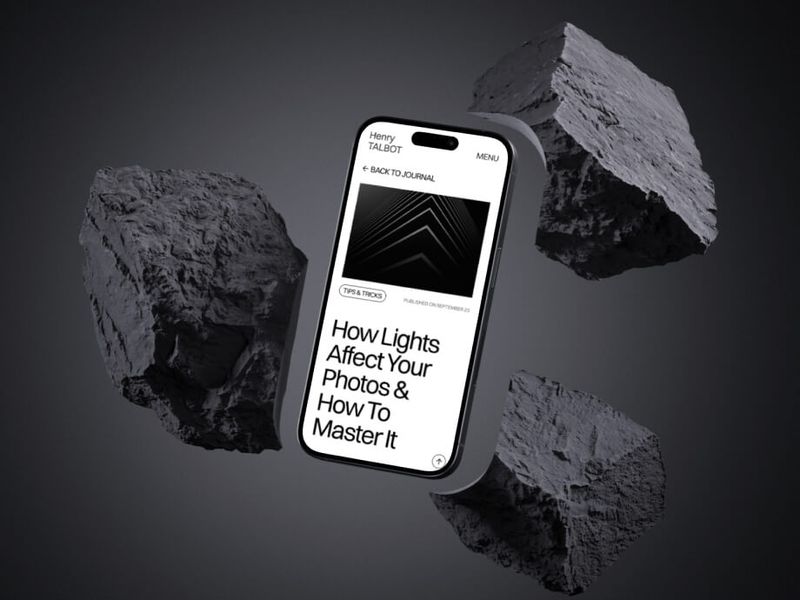 Henry
TALBOT
MENU
← BACK TO JOURNAL
TIPS & TRICKS
PUBLISHED ON SEPTEMBER 23
How Lights
Affect Your
Photos &
How To
Master It